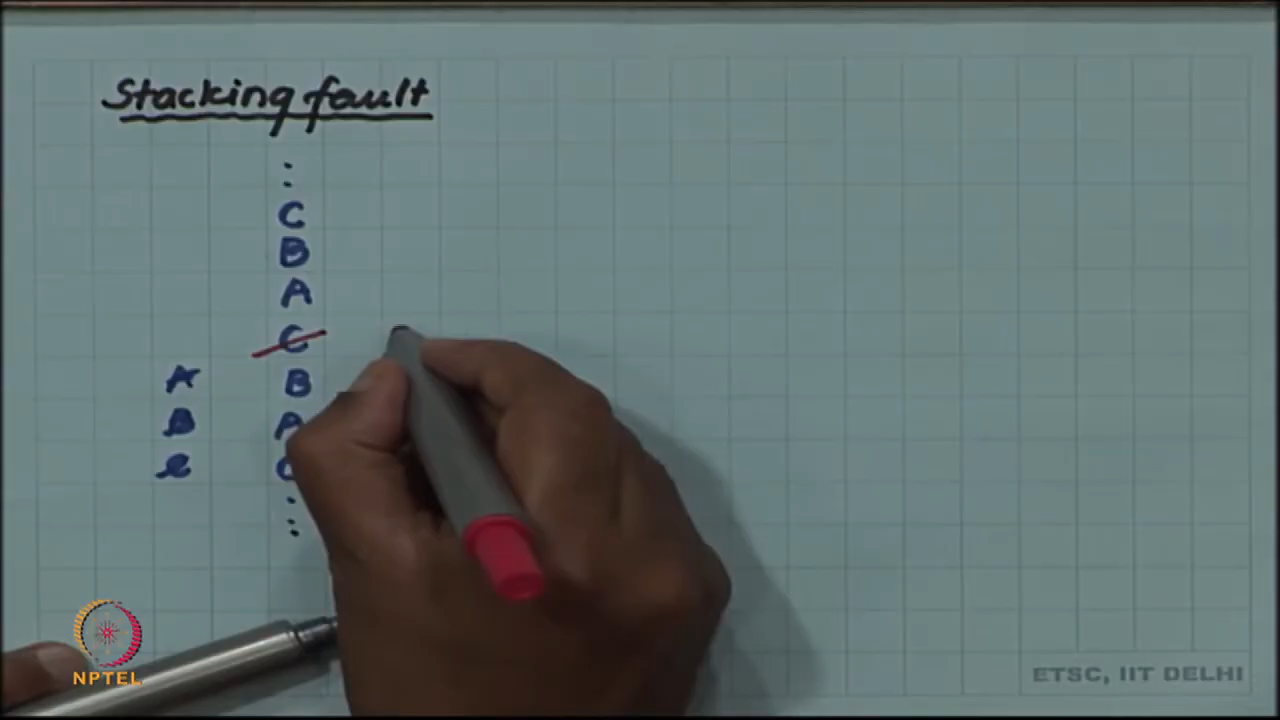 Stacking fault
:
C
B
A
C
A B
B A
C C
:
NPTEL
ETSC, IIT DELHI